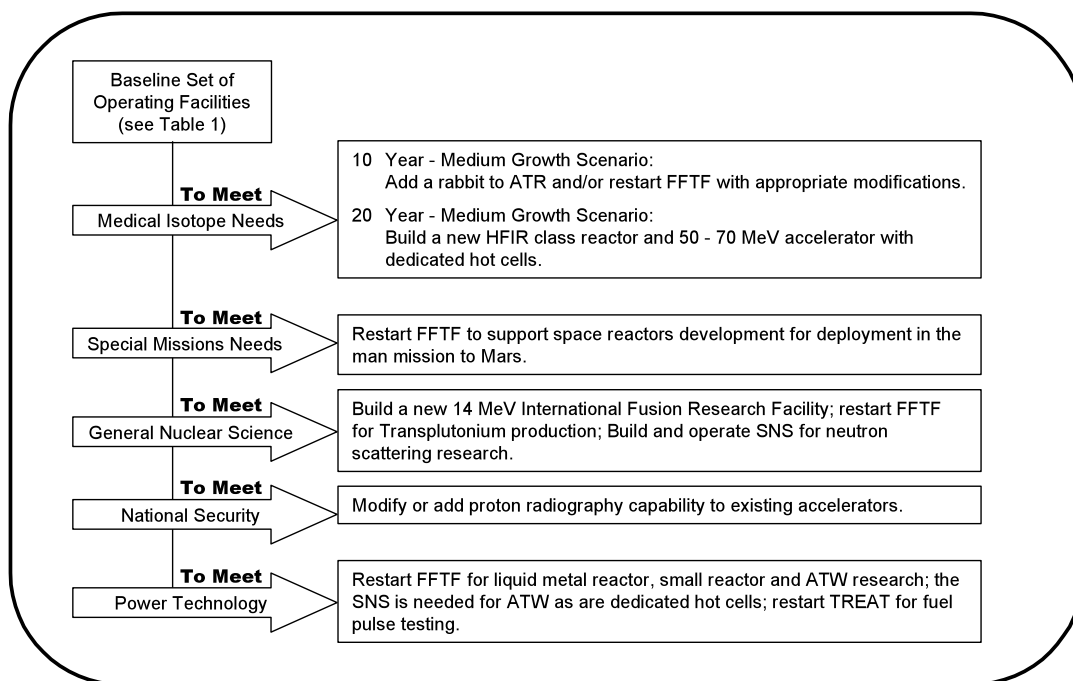 Baseline Set of
Operating Facilities
(see Table 1)
To Meet
Medical Isotope Needs
10 Year - Medium Growth Scenario:
Add a rabbit to ATR and/or restart FFTF with appropriate modifications.
20 Year - Medium Growth Scenario:
Build a new HFIR class reactor and 50 - 70 MeV accelerator with
dedicated hot cells.
To Meet
Special Missions Needs
Restart FFTF to support space reactors development for deployment in the
man mission to Mars.
To Meet
General Nuclear Science
Build a new 14 MeV International Fusion Research Facility; restart FFTF
for Transplutonium production; Build and operate SNS for neutron
scattering research.
To Meet
National Security
Modify or add proton radiography capability to existing accelerators.
To Meet
Power Technology
Restart FFTF for liquid metal reactor, small reactor and ATW research; the
SNS is needed for ATW as are dedicated hot cells; restart TREAT for fuel
pulse testing.